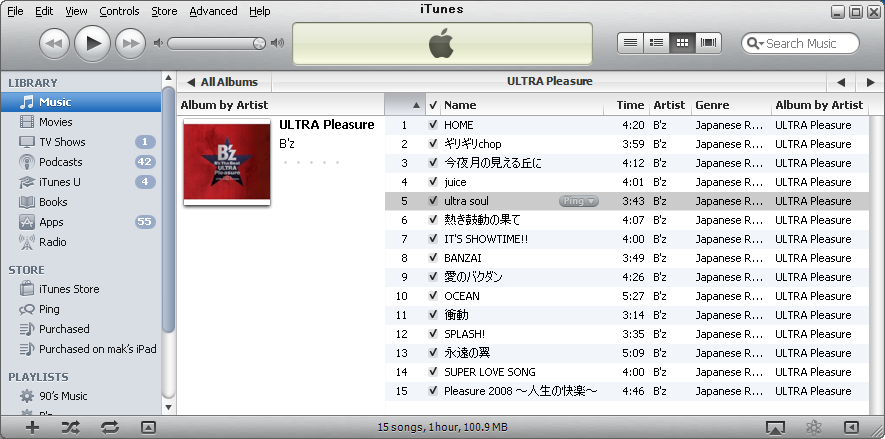 iTunes
File Edit View Controls Store Advanced Help
Search Music
LIBRARY
Music
Movies
TV Shows 1
Podcasts 42
iTunes U 4
Books
Apps 55
Radio
STORE
iTunes Store
Ping
Purchased
Purchased on mak's iPad
PLAYLISTS
90's Music
B'z
All Albums ULTRA Pleasure
Album by Artist Name Time Artist Genre Album by Artist
ULTRA Pleasure
B'z
B'z
The Best
ULTRA
Pleasure
1 HOME 4:20 B'z Japanese R... ULTRA Pleasure
2 ギリギリchop 3:59 B'z Japanese R... ULTRA Pleasure
3 今夜月の見える丘に 4:12 B'z Japanese R... ULTRA Pleasure
4 juice 4:01 B'z Japanese R... ULTRA Pleasure
5 ultra soul Ping 3:43 B'z Japanese R... ULTRA Pleasure
6 熱き鼓動の果て 4:07 B'z Japanese R... ULTRA Pleasure
7 IT'S SHOWTIME!! 4:00 B'z Japanese R... ULTRA Pleasure
8 BANZAI 3:49 B'z Japanese R... ULTRA Pleasure
9 愛のバクダン 4:26 B'z Japanese R... ULTRA Pleasure
10 OCEAN 5:27 B'z Japanese R... ULTRA Pleasure
11 衝動 3:14 B'z Japanese R... ULTRA Pleasure
12 SPLASH! 3:35 B'z Japanese R... ULTRA Pleasure
13 永遠の翼 5:09 B'z Japanese R... ULTRA Pleasure
14 SUPER LOVE SONG 4:00 B'z Japanese R... ULTRA Pleasure
15 Pleasure 2008 ～人生の快楽～ 4:46 B'z Japanese R... ULTRA Pleasure
15 songs, 1hour, 100.9 MB